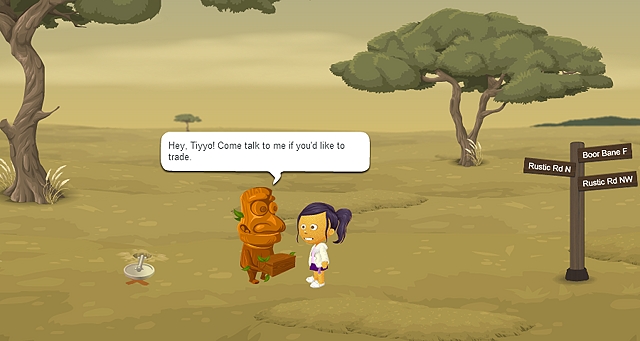 Hey, Tiyyo! Come talk to me if you'd like to
trade.
Boor Bane F
Rustic Rd N
Rustic Rd NW